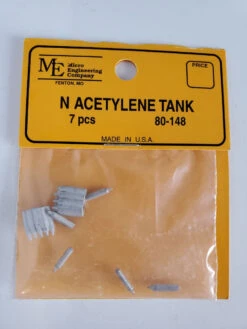 ME Micro
Engineering
Company
FENTON, MO
PRICE
N ACETYLENE TANK
7 pcs 80-148
MADE IN U.S.A.